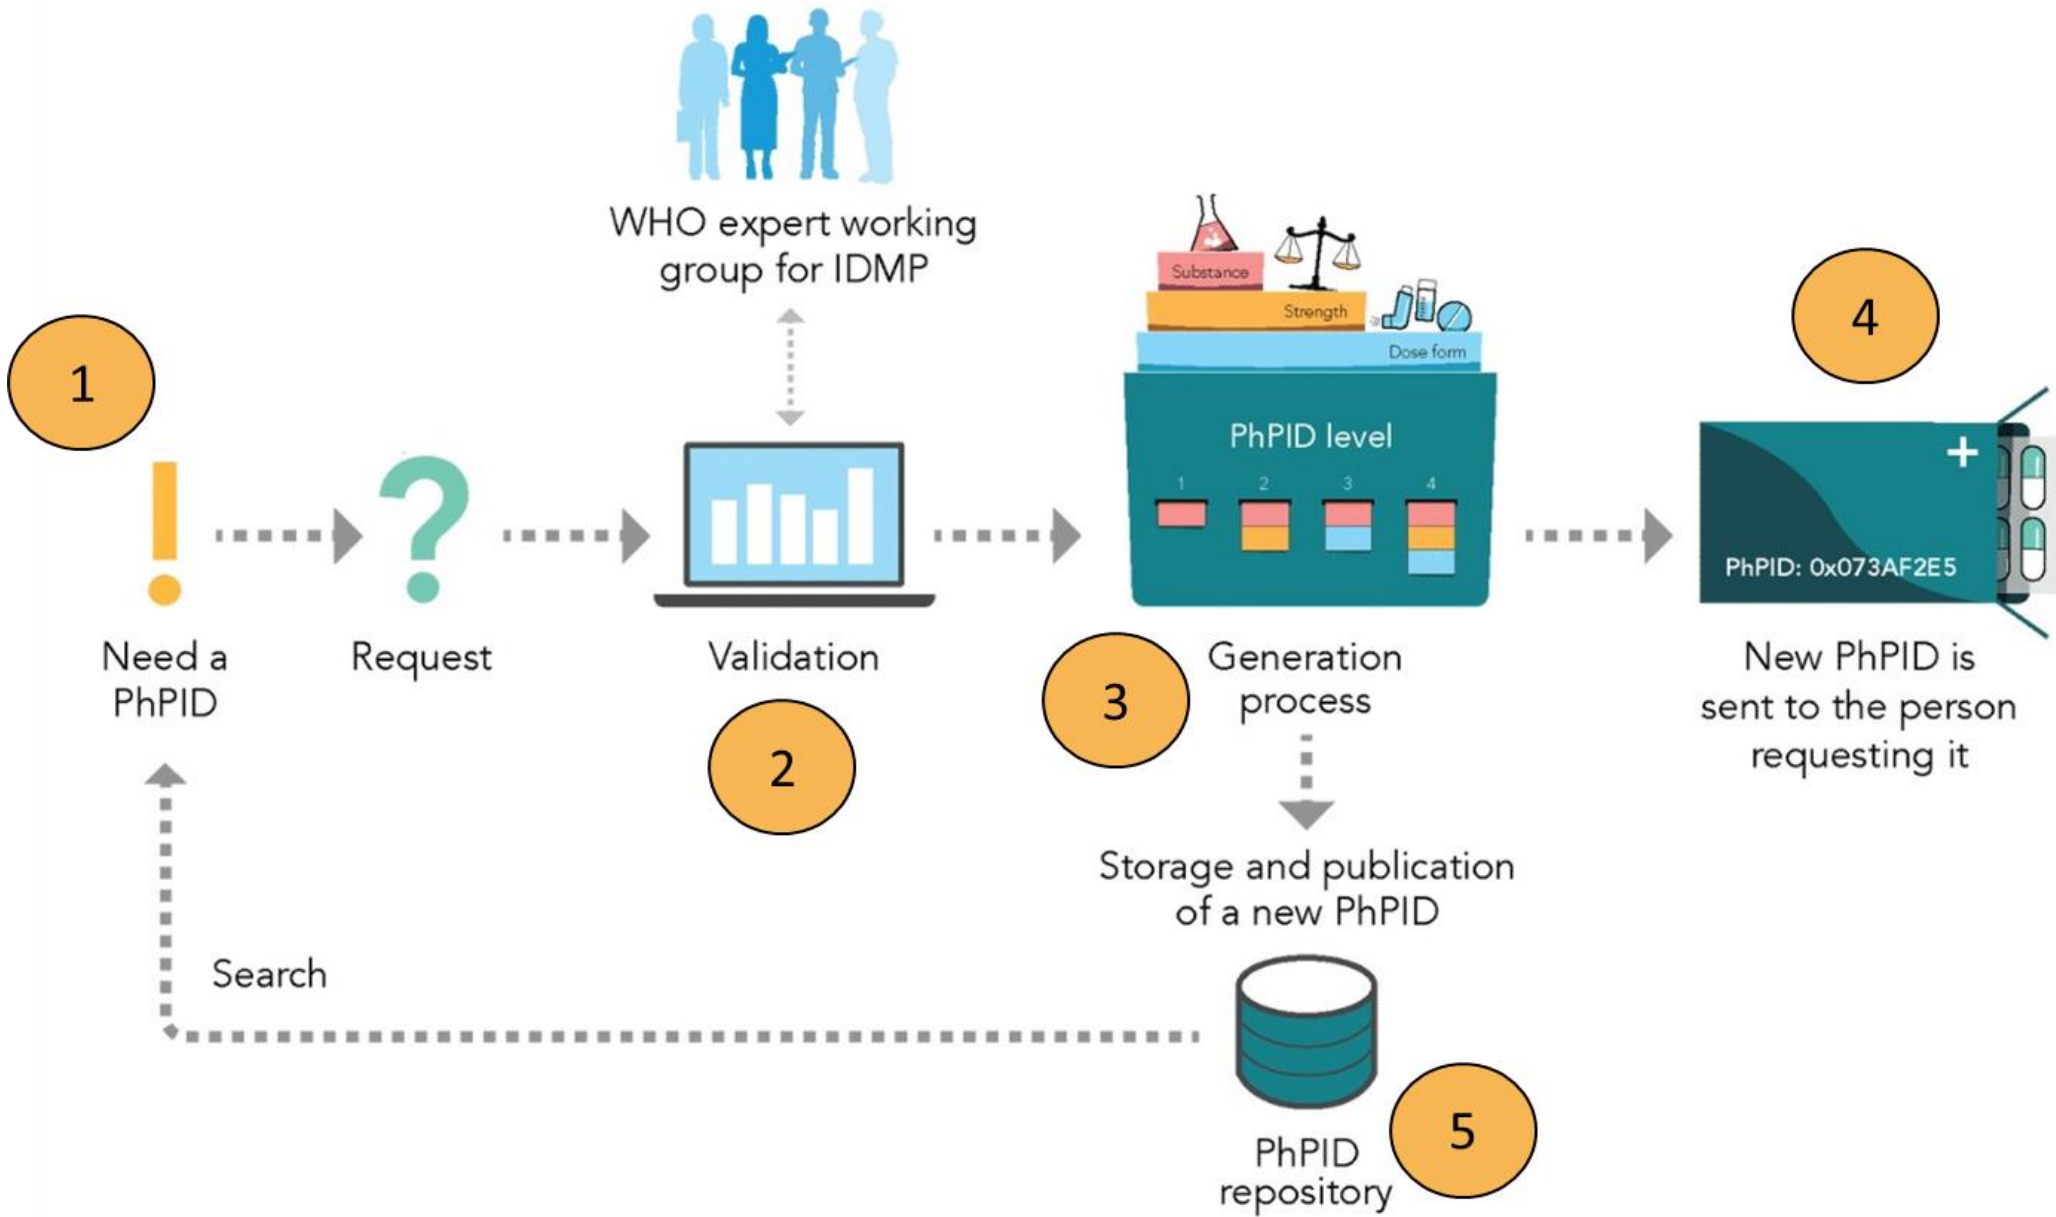 WHO expert working
group for IDMP
1
Need a
PhPID
Request
Validation
2
Substance
Strength
Dose form
PhPID level
1 2 3 4
3
Generation
process
4
PhPID: 0x073AF2E5
New PhPID is
sent to the person
requesting it
Storage and publication
of a new PhPID
Search
PhPID
repository
5